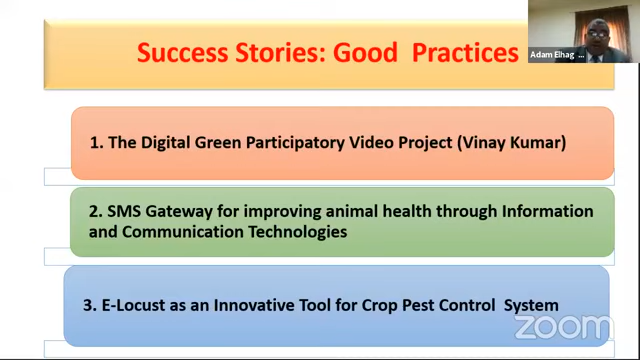 Success Stories: Good Practices
Adam Elhag ...
1. The Digital Green Participatory Video Project (Vinay Kumar)
2. SMS Gateway for improving animal health through Information
and Communication Technologies
3. E-Locust as an Innovative Tool for Crop Pest Control System
zoom